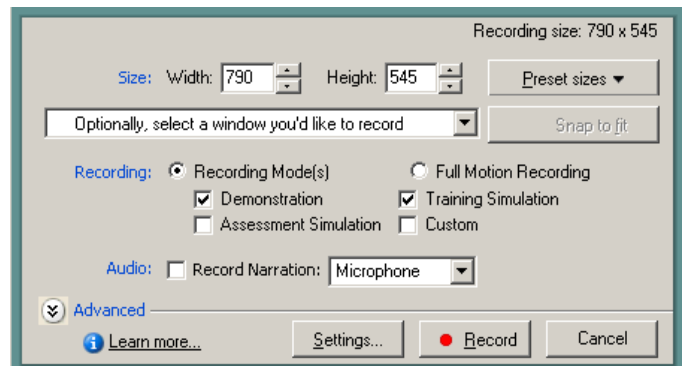 Recording size: 790 x 545
Size: Width: 790 Height: 545 Preset sizes
Optionally, select a window you'd like to record Snap to fit
Recording: Recording Mode(s) Full Motion Recording
Demonstration Training Simulation
Assessment Simulation Custom
Audio: Record Narration: Microphone
Advanced
Learn more... Settings... Record Cancel